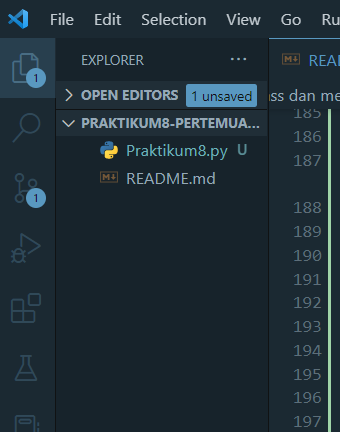 File Edit Selection View Go Ru
EXPLORER ...
REA
OPEN EDITORS 1 unsaved
ass dan me
PRAKTIKUM8-PERTEMUA...
Praktikum8.py U
README.md
1
1
185
186
187
188
189
190
191
192
193
194
195
196
197